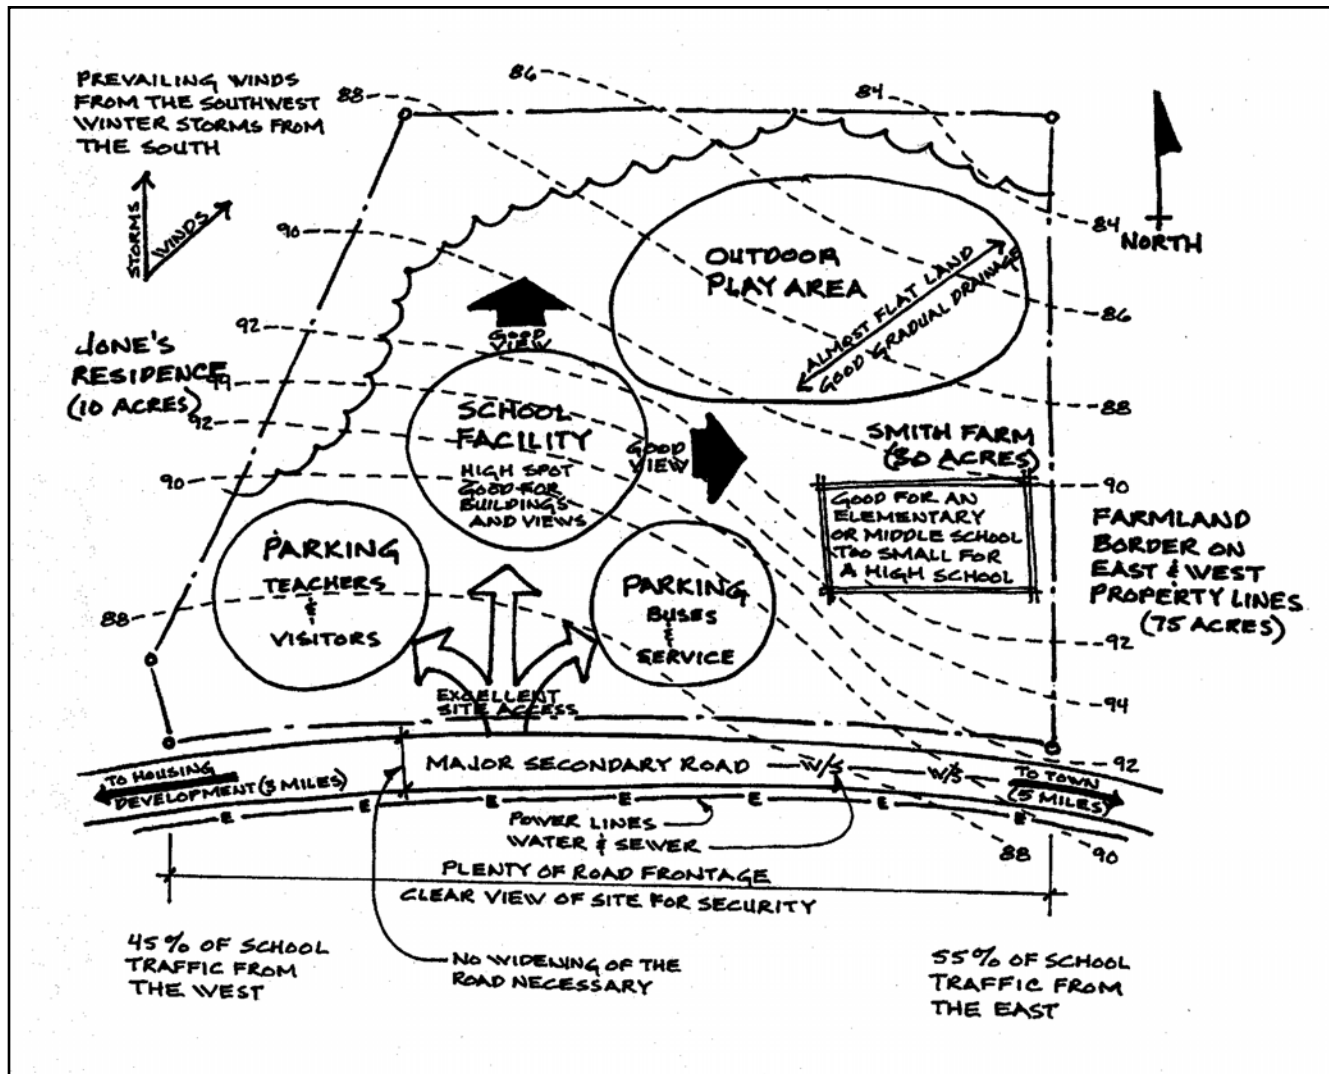 PREVAILING WINDS
FROM THE SOUTHWEST
WINTER STORMS FROM
THE SOUTH
STORMS
WINDS
88
86
84
90
92
99
92
90
88
JONE'S
RESIDENCE
(10 ACRES)
NORTH
84
86
88
90
92
94
92
90
88
OUTDOOR
PLAY AREA
ALMOST FLAT LAND
GOOD GRADUAL DRAINAGE
GOOD
VIEW
SCHOOL
FACILITY
HIGH SPOT
GOOD FOR
BUILDINGS
AND VIEWS
GOOD
VIEW
SMITH FARM
(30 ACRES)
GOOD FOR AN
ELEMENTARY
OR MIDDLE SCHOOL
TOO SMALL FOR
A HIGH SCHOOL
FARMLAND
BORDER ON
EAST & WEST
PROPERTY LINES
(75 ACRES)
PARKING
TEACHERS
&
VISITORS
PARKING
BUSES
&
SERVICE
EXCELLENT
SITE ACCESS
TO HOUSING
DEVELOPMENT (3 MILES)
MAJOR SECONDARY ROAD
W/S
W/S
TO TOWN
(5 MILES)
E
E
E
E
E
E
E
POWER LINES
WATER & SEWER
PLENTY OF ROAD FRONTAGE
CLEAR VIEW OF SITE FOR SECURITY
45% OF SCHOOL
TRAFFIC FROM
THE WEST
NO WIDENING OF THE
ROAD NECESSARY
55% OF SCHOOL
TRAFFIC FROM
THE EAST